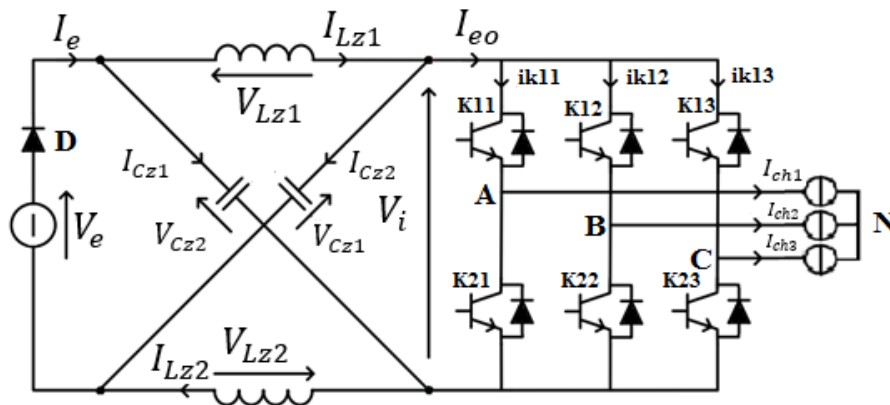 I_e
I_Lz1
I_eo
V_Lz1
ik11
ik12
ik13
K11
K12
K13
D
I_Cz1
I_Cz2
V_e
V_Cz2
V_Cz1
V_i
A
B
C
I_ch1
I_ch2
I_ch3
N
K21
K22
K23
I_Lz2
V_Lz2